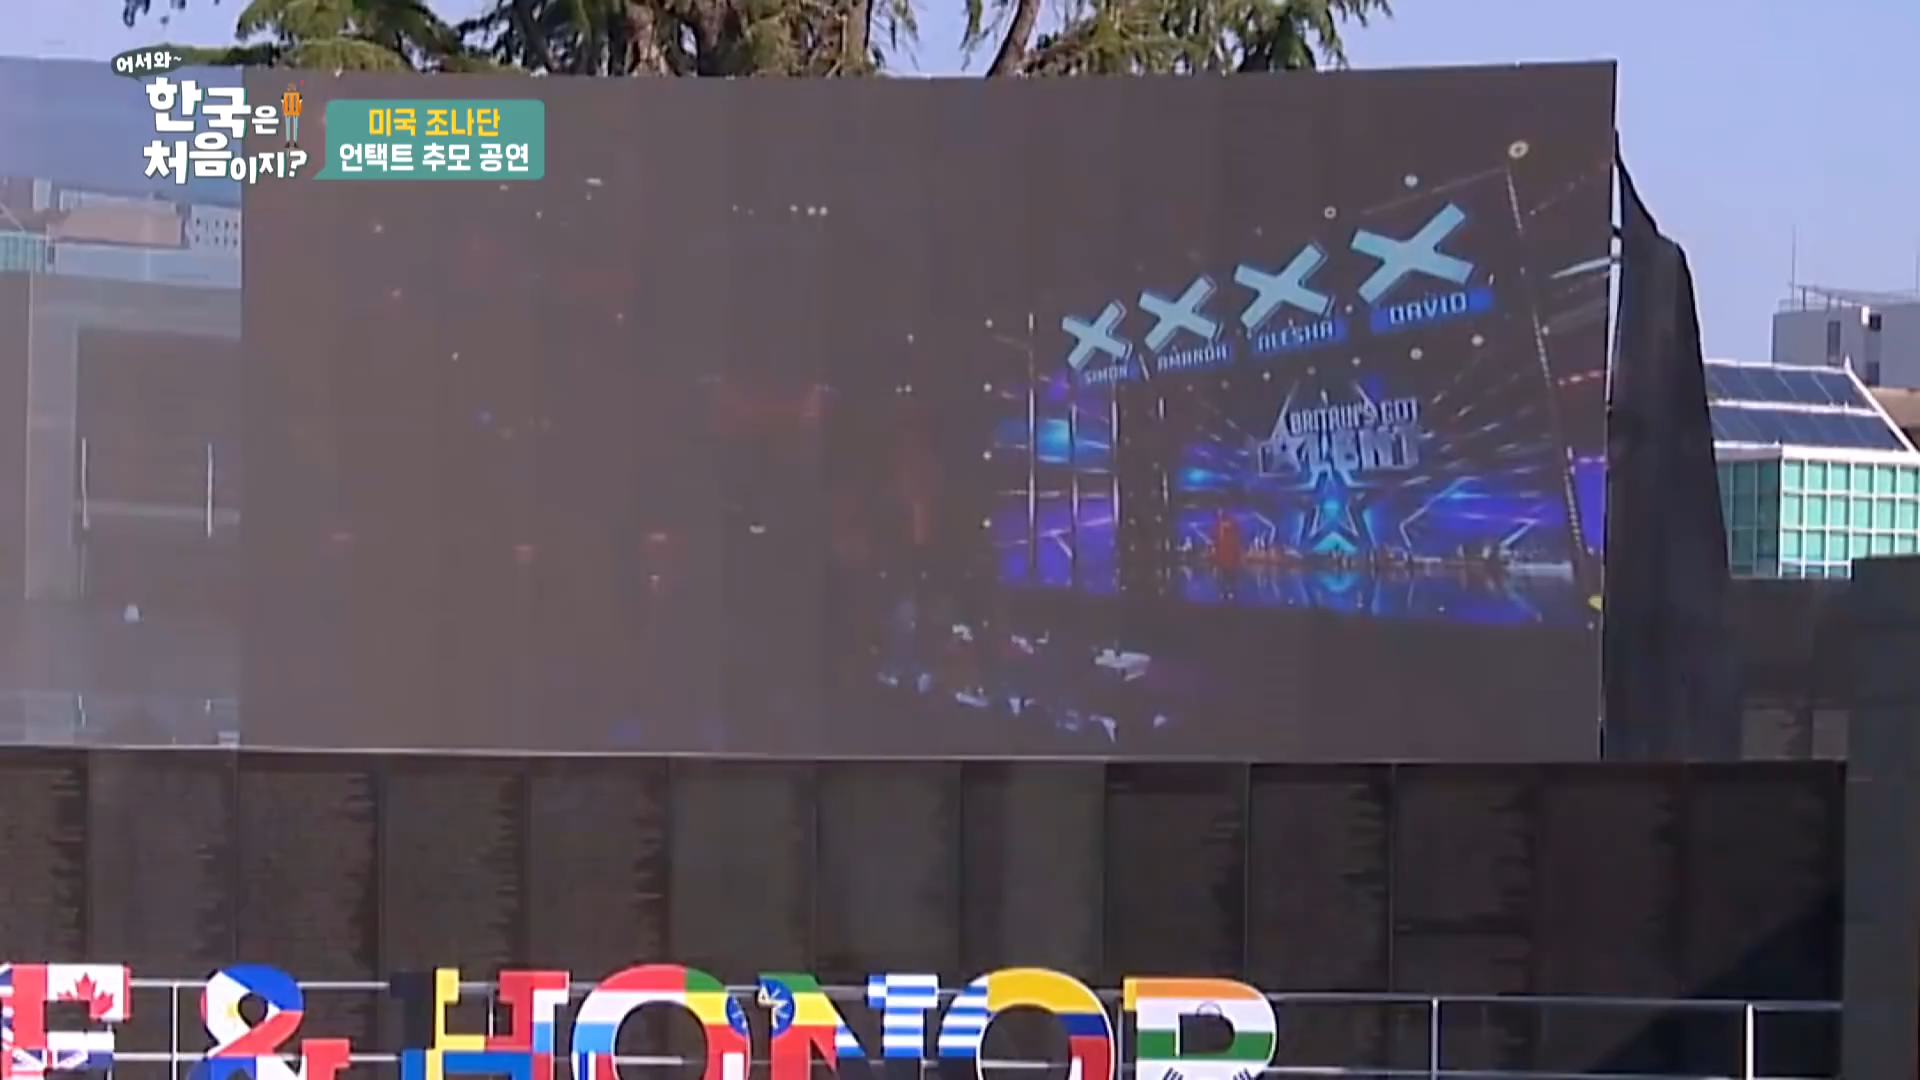 어서와~
한국은
처음이지?
미국 조나단
언택트 추모 공연
SIMON
AMANDA
ALESHA
DAVID
BRITAIN'S GOT
TALENT
E & HONOR